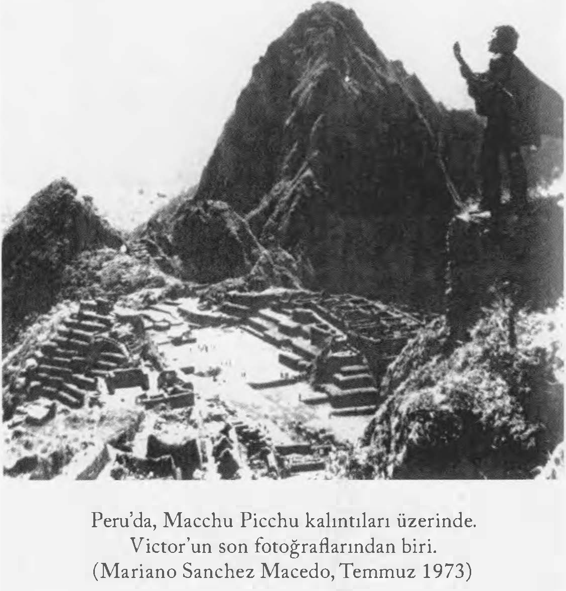 Peru'da, Macchu Picchu kalıntıları üzerinde.
Victor'un son fotoğraflarından biri.
(Mariano Sanchez Macedo, Temmuz 1973)